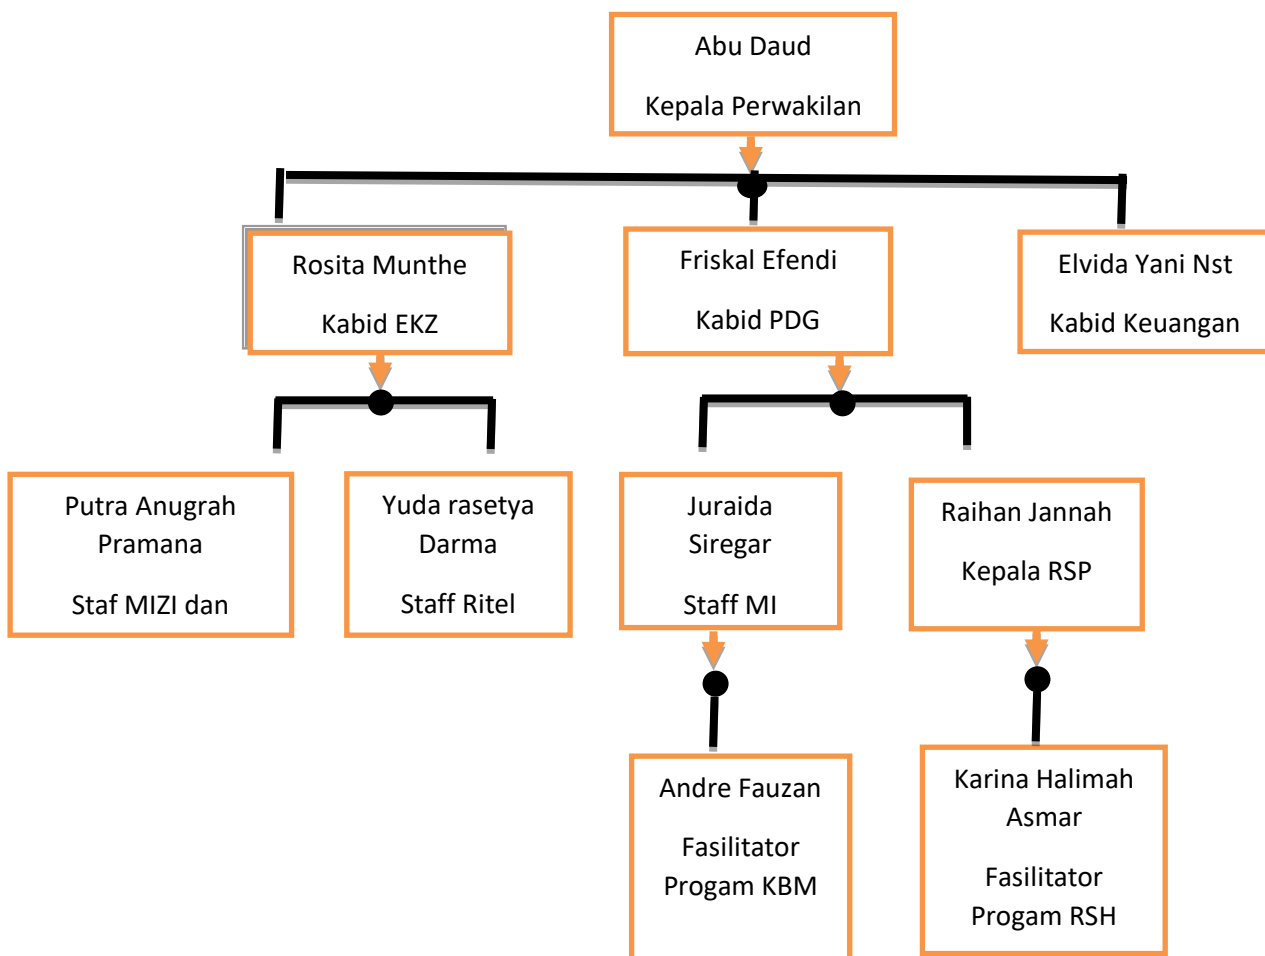 Abu Daud
Kepala Perwakilan
Rosita Munthe
Kabid EKZ
Friskal Efendi
Kabid PDG
Elvida Yani Nst
Kabid Keuangan
Putra Anugrah
Pramana
Staf MIZI dan
Yuda rasetya
Darma
Staff Ritel
Juraida
Siregar
Staff MI
Raihan Jannah
Kepala RSP
Andre Fauzan
Fasilitator
Progam KBM
Karina Halimah
Asmar
Fasilitator
Progam RSH